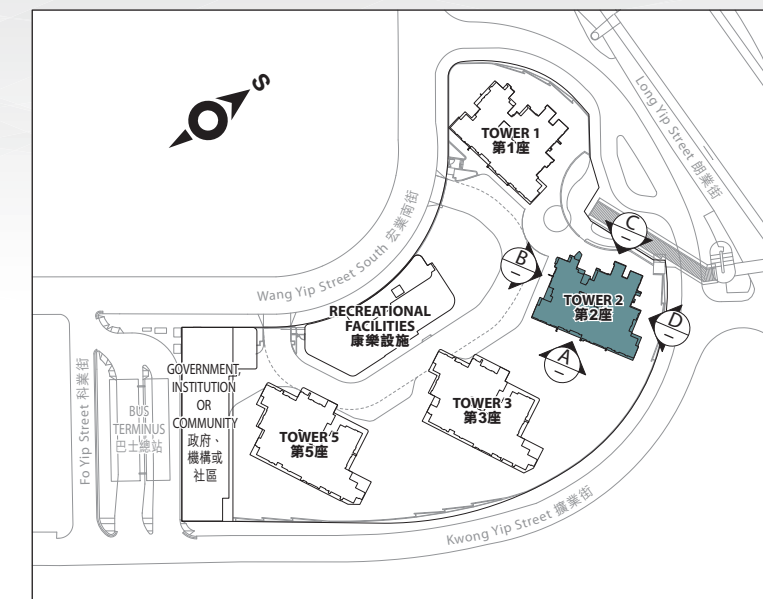 S
TOWER 1
第1座
Long Yip Street 朗業街
C
B
Wang Yip Street South 宏業南街
TOWER 2
第2座
D
RECREATIONAL
FACILITIES
康樂設施
A
GOVERNMENT,
INSTITUTION
OR
COMMUNITY
政府、
機構或
社區
Fo Yip Street 科業街
BUS
TERMINUS
巴士總站
TOWER 3
第3座
TOWER 5
第5座
Kwong Yip Street 擴業街